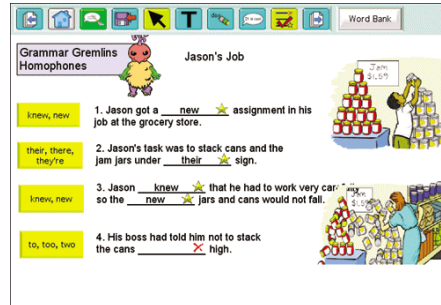 T
Word Bank
Grammar Gremlins
Homophones
Jason's Job
knew, new
1. Jason got a new assignment in his
job at the grocery store.
their, there,
they're
2. Jason's task was to stack cans and the
jam jars under their sign.
knew, new
3. Jason knew that he had to work very carefully
so the new jars and cans would not fall.
to, too, two
4. His boss had told him not to stack
the cans high.
Jam
$1.59
Jam
$1.59